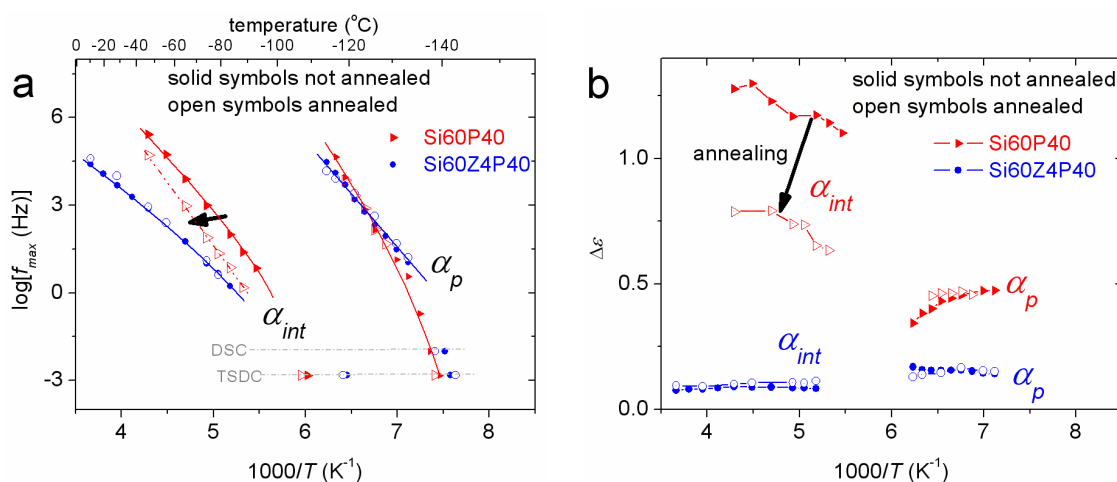 temperature (°C)
0 -20 -40 -60 -80 -100 -120 -140
a
solid symbols not annealed
open symbols annealed
Si60P40
Si60Z4P40
log[f_max (Hz)]
6
3
0
-3
α_int
α_p
DSC
TSDC
4 5 6 7 8
1000/T (K⁻¹)
b
solid symbols not annealed
open symbols annealed
Si60P40
Si60Z4P40
annealing
α_int
Δε
1.0
0.5
0.0
α_p
α_int
α_p
4 5 6 7 8
1000/T (K⁻¹)